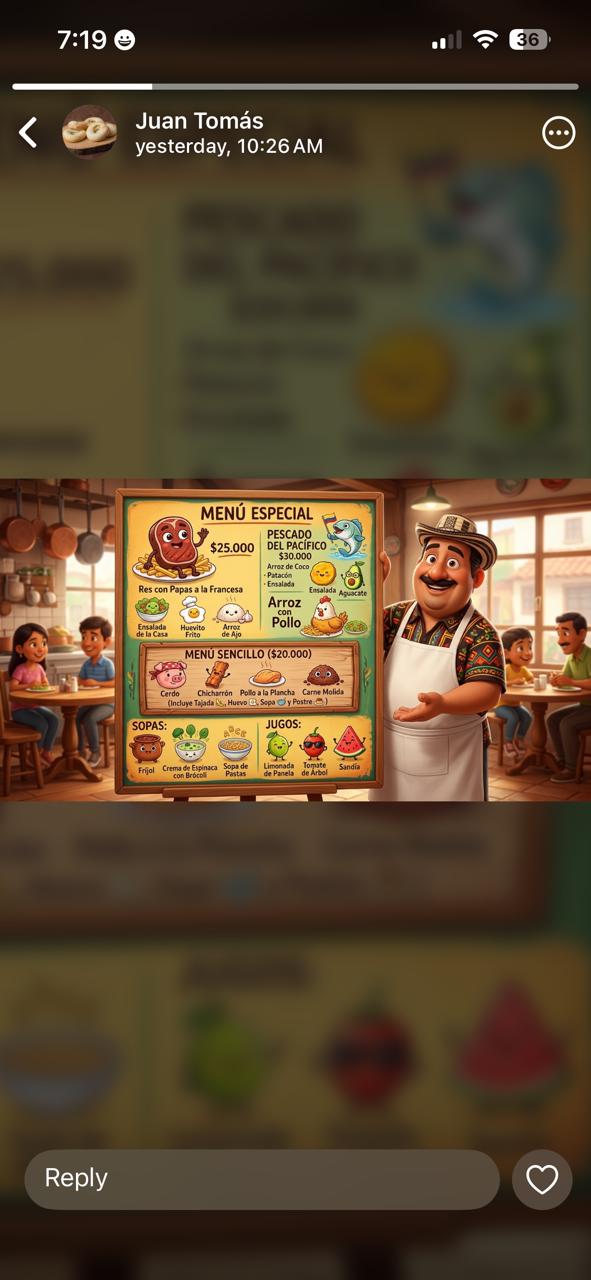 7:19
36
Juan Tomás
yesterday, 10:26 AM
MENÚ ESPECIAL
$25.000
Res con Papas a la Francesa
Ensalada de la Casa
Huevito Frito
Arroz de Ajo
PESCADO
DEL PACÍFICO
$30.000
Arroz de Coco
· Patacón
· Ensalada
Ensalada
Aguacate
Arroz
con
Pollo
MENÚ SENCILLO ($20.000)
Cerdo
Chicharrón
Pollo a la Plancha
Carne Molida
(Incluye Tajada, Huevo, Sopa y Postre)
SOPAS:
Frijol
Crema de Espinaca
con Brócoli
Sopa de
Pastas
JUGOS:
Limonada
de Panela
Tomate
de Árbol
Sandía
Reply